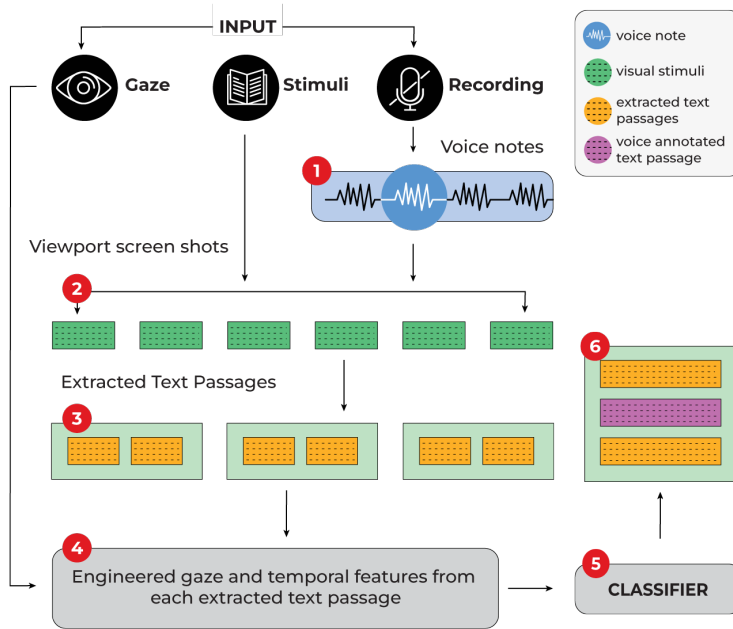 INPUT
Gaze
Stimuli
Recording
voice note
visual stimuli
extracted text
passages
voice annotated
text passage
Voice notes
1
Viewport screen shots
2
Extracted Text Passages
3
6
4
Engineered gaze and temporal features from
each extracted text passage
5
CLASSIFIER